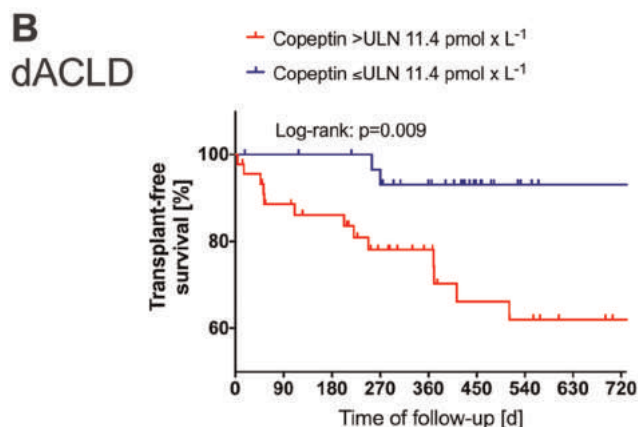 B
dACLD
Copeptin >ULN 11.4 pmol x L⁻¹
Copeptin ≤ULN 11.4 pmol x L⁻¹
Log-rank: p=0.009
Transplant-free
survival [%]
100
80
60
0 90 180 270 360 450 540 630 720
Time of follow-up [d]